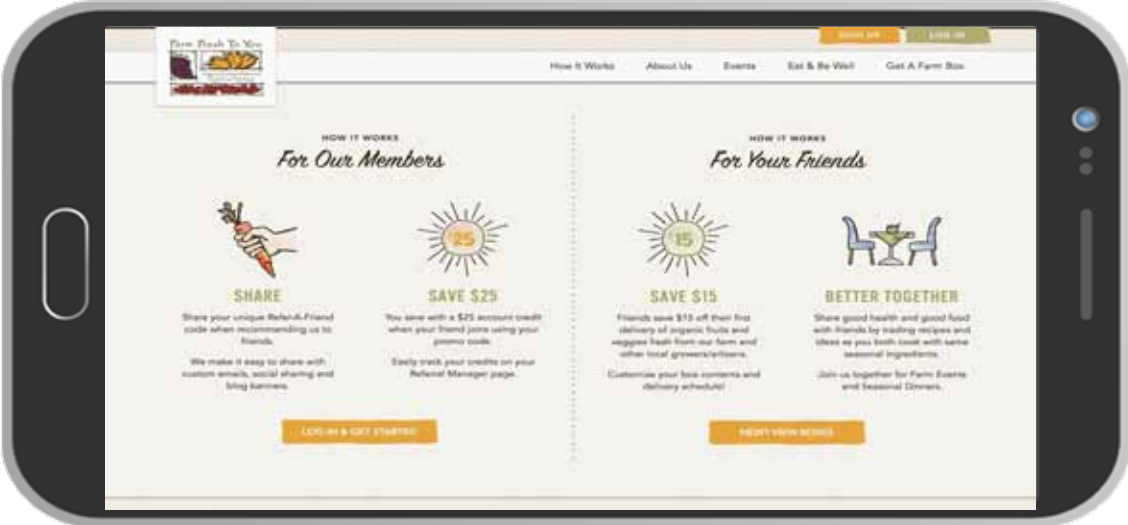 Farm Fresh To You
SIGN UP
LOG IN
How It Works
About Us
Events
Eat & Be Well
Get A Farm Box
HOW IT WORKS
For Our Members
SHARE
Share your unique Refer-A-Friend
code when recommending us to
friends.
We make it easy to share with
custom emails, social sharing and
blog banners.
$25
SAVE $25
You save with a $25 account credit
when your friend joins using your
promo code.
Easily track your credits on your
Referral Manager page.
LOG-IN & GET STARTED
HOW IT WORKS
For Your Friends
15
SAVE $15
Friends save $15 off their first
delivery of organic fruits and
veggies fresh from our farm and
other local growers/artisans.
Customize your box contents and
delivery schedule!
BETTER TOGETHER
Share good health and good food
with friends by trading recipes and
ideas as you both cook with same
seasonal ingredients.
Join us together for Farm Events
and Seasonal Dinners.
NEW? VIEW BOXES